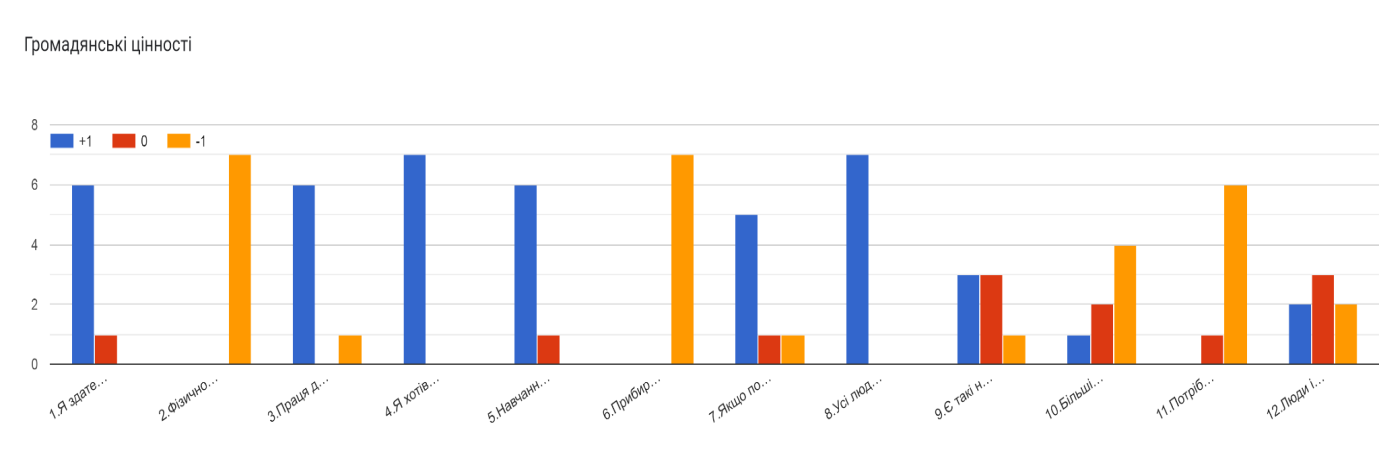 Громадянські цінності
8
+1
0
-1
6
4
2
0
1.Я здате…
2.Фізично…
3.Праця д…
4.Я хотів…
5.Навчанн…
6.Прибир…
7.Якщо по…
8.Усі люд…
9.Є такі н…
10.Більші…
11.Потріб…
12.Люди і…